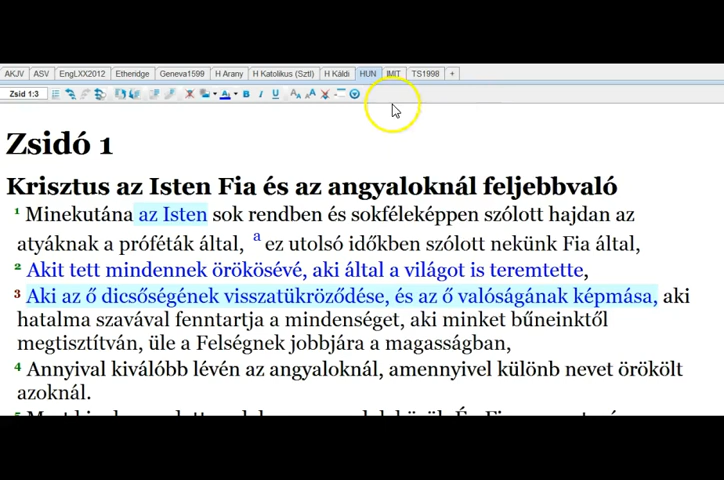 AKJV ASV EngLXX2012 Etheridge Geneva1599 H Arany H Katolikus (Sztl) H Káldi HUN IMIT TS1998 +
Zsid 1:3
Zsidó 1
Krisztus az Isten Fia és az angyaloknál feljebbvaló
1 Minekutána az Isten sok rendben és sokféleképpen szólott hajdan az
atyáknak a próféták által, a ez utolsó időkben szólott nekünk Fia által,
2 Akit tett mindennek örökösévé, aki által a világot is teremtette,
3 Aki az ő dicsőségének visszatükröződése, és az ő valóságának képmása, aki
hatalma szavával fenntartja a mindenséget, aki minket bűneinktől
megtisztítván, üle a Felségnek jobbjára a magasságban,
4 Annyival kiválóbb lévén az angyaloknál, amennyivel különb nevet örökölt
azoknál.